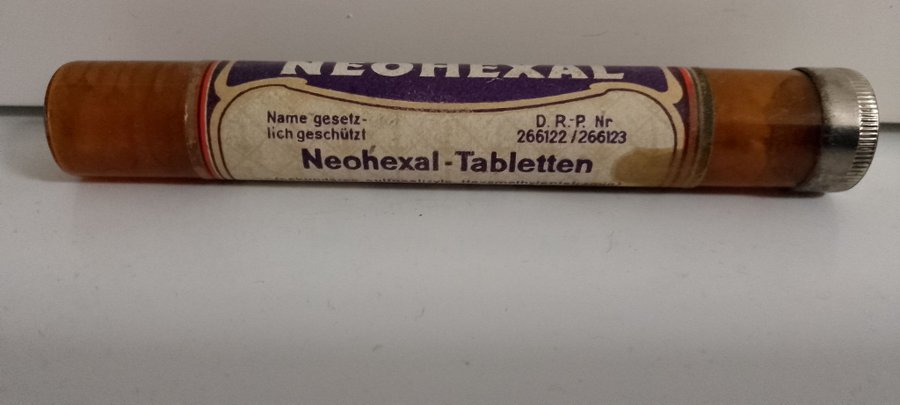 NEOHEXAL
Name gesetz-
lich geschützt
D. R.-P. Nr
266122/266123
Neohexal-Tabletten